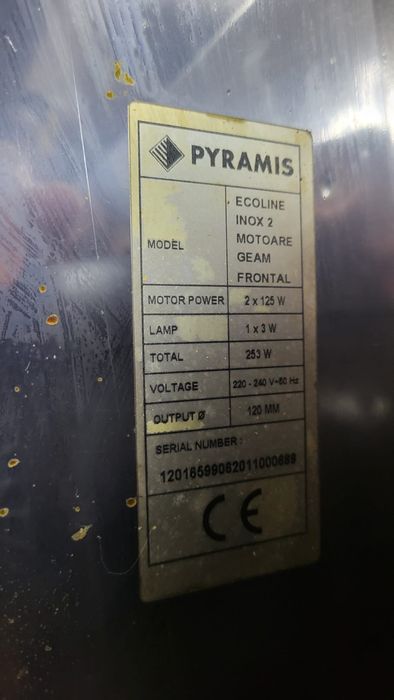 PYRAMIS
MODEL
ECOLINE
INOX 2
MOTOARE
GEAM
FRONTAL
MOTOR POWER 2 x 125 W
LAMP 1 x 3 W
TOTAL 253 W
VOLTAGE 220 - 240 V~50 Hz
OUTPUT Ø 120 MM
SERIAL NUMBER :
12016599062011000689
CE